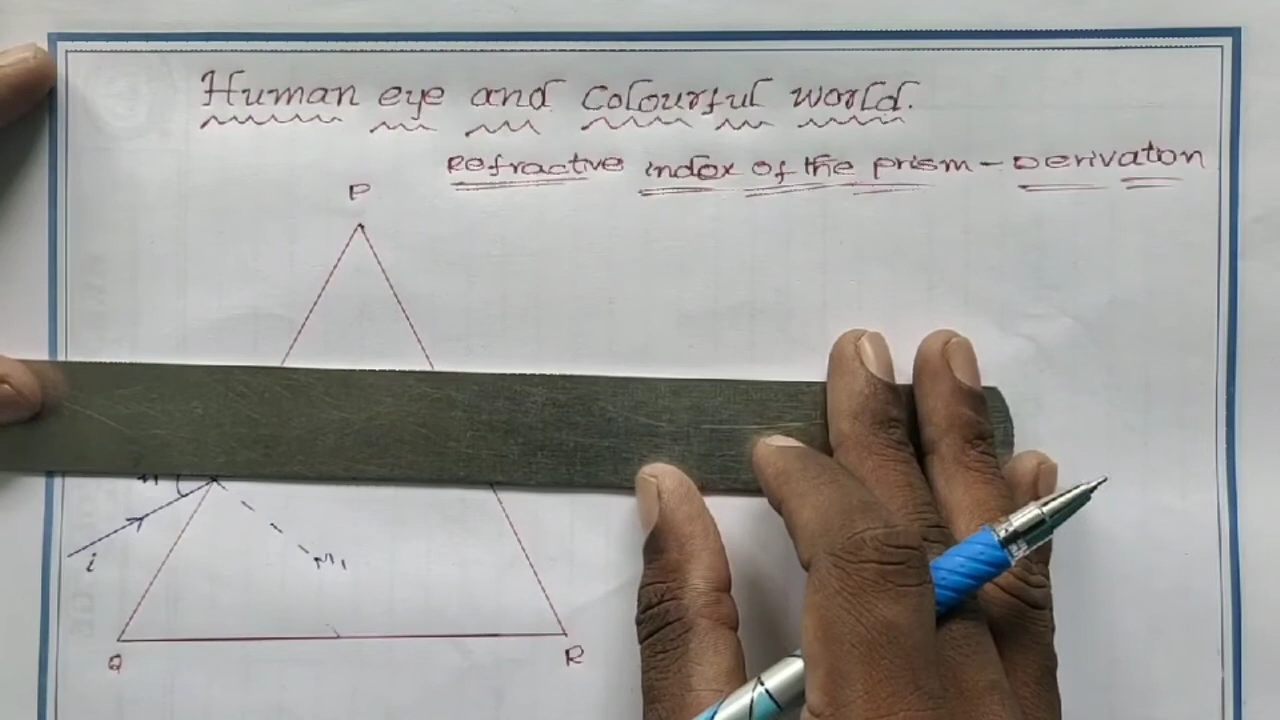 Human eye and Colourful world.
Refractive index of the prism - Derivaton
P
i
M1
Q
R